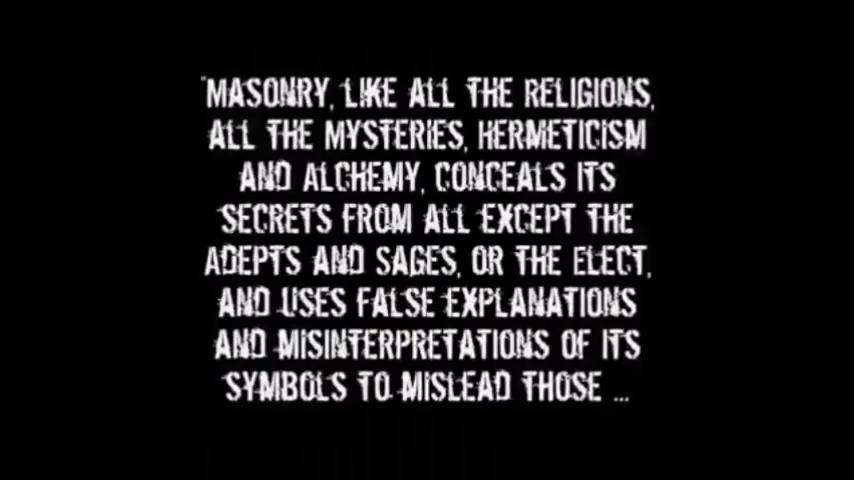 "MASONRY, LIKE ALL THE RELIGIONS,
ALL THE MYSTERIES, HERMETICISM
AND ALCHEMY, CONCEALS ITS
SECRETS FROM ALL EXCEPT THE
ADEPTS AND SAGES, OR THE ELECT,
AND USES FALSE EXPLANATIONS
AND MISINTERPRETATIONS OF ITS
SYMBOLS TO MISLEAD THOSE ...